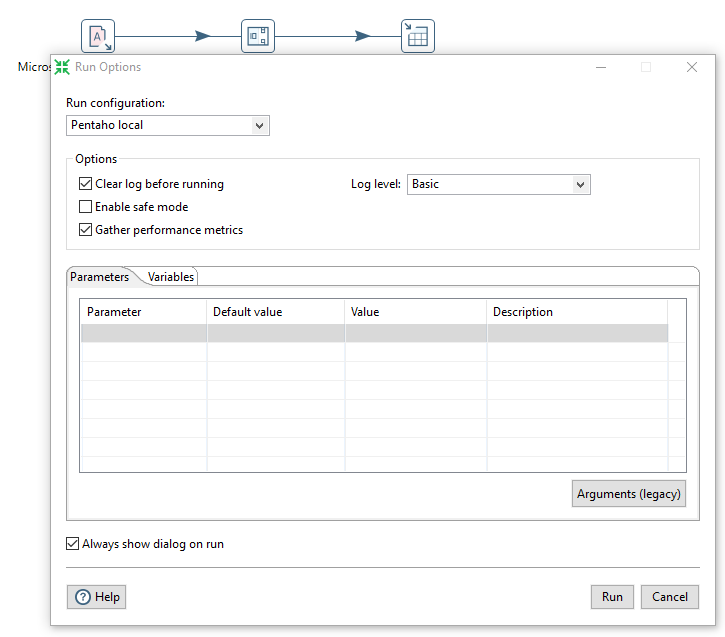 Micros
Run Options
Run configuration:
Pentaho local
Options
Clear log before running
Log level: Basic
Enable safe mode
Gather performance metrics
Parameters Variables
Parameter Default value Value Description
Arguments (legacy)
Always show dialog on run
Help Run Cancel